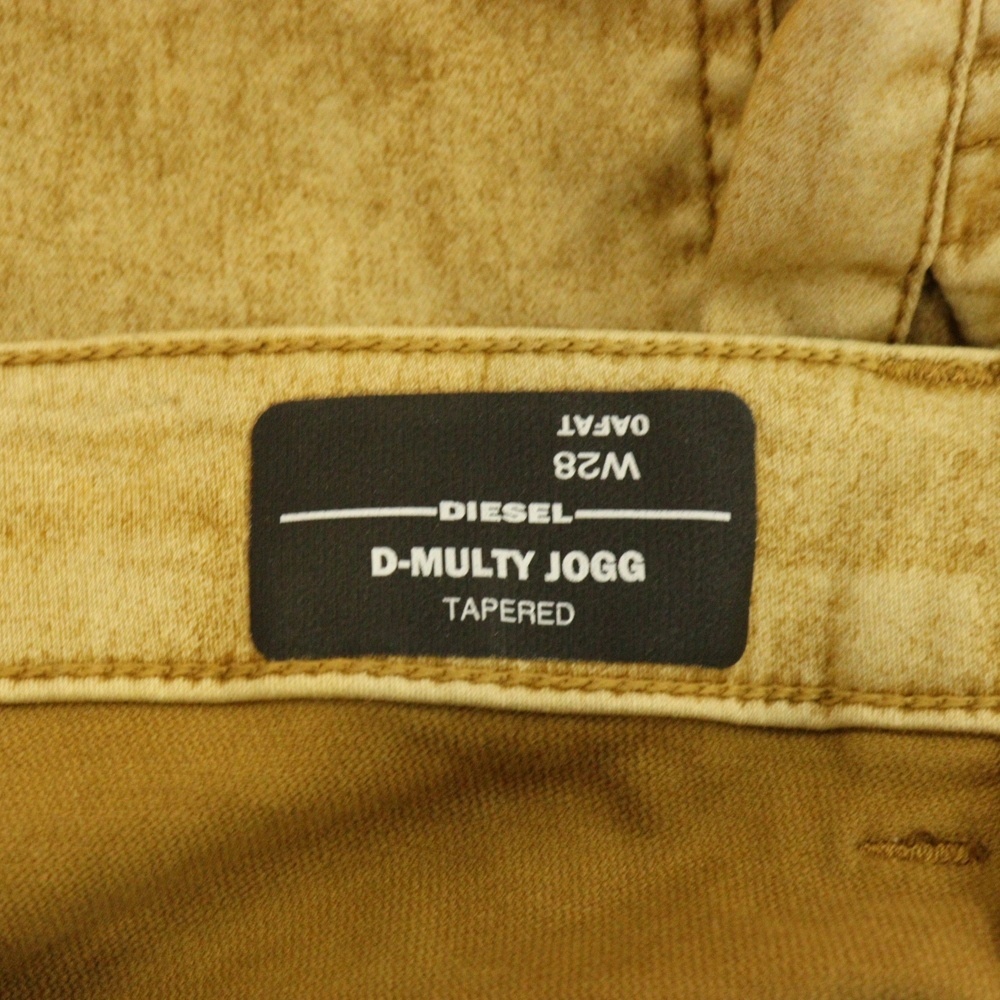 0AFAT
W28
DIESEL
D-MULTY JOGG
TAPERED